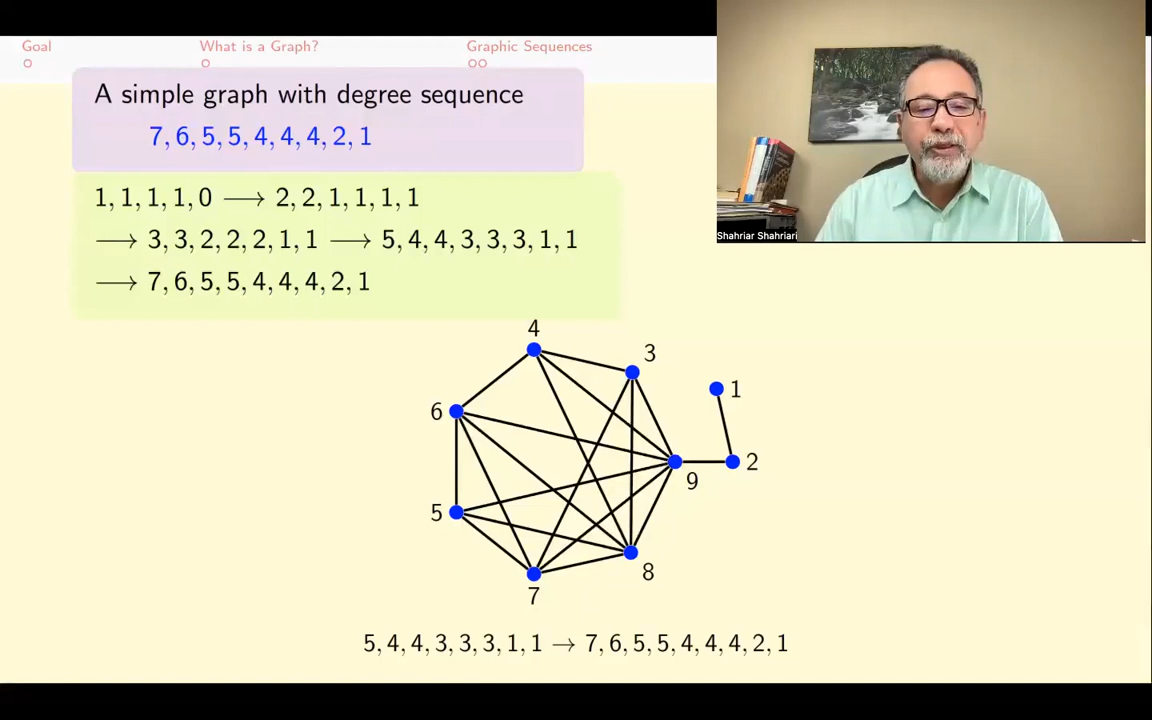 Goal
What is a Graph?
Graphic Sequences
A simple graph with degree sequence
7, 6, 5, 5, 4, 4, 4, 2, 1
1, 1, 1, 1, 0 ⟶ 2, 2, 1, 1, 1, 1
⟶ 3, 3, 2, 2, 2, 1, 1 ⟶ 5, 4, 4, 3, 3, 3, 1, 1
⟶ 7, 6, 5, 5, 4, 4, 4, 2, 1
Shahriar Shahriari
4
3
1
6
2
9
5
8
7
5, 4, 4, 3, 3, 3, 1, 1 → 7, 6, 5, 5, 4, 4, 4, 2, 1